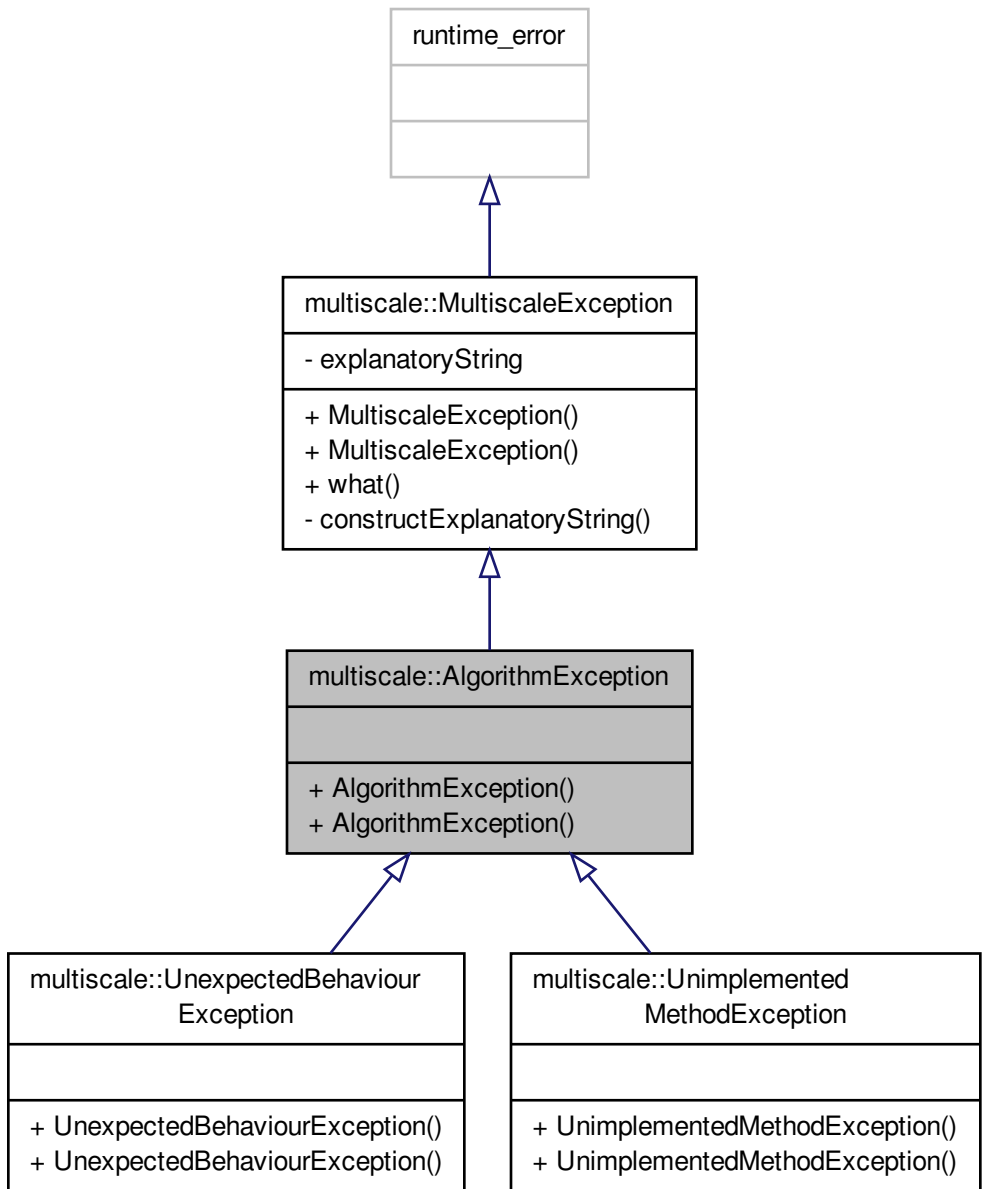 runtime_error
multiscale::MultiscaleException
- explanatoryString
+ MultiscaleException()
+ MultiscaleException()
+ what()
- constructExplanatoryString()
multiscale::AlgorithmException
+ AlgorithmException()
+ AlgorithmException()
multiscale::UnexpectedBehaviour
Exception
+ UnexpectedBehaviourException()
+ UnexpectedBehaviourException()
multiscale::Unimplemented
MethodException
+ UnimplementedMethodException()
+ UnimplementedMethodException()